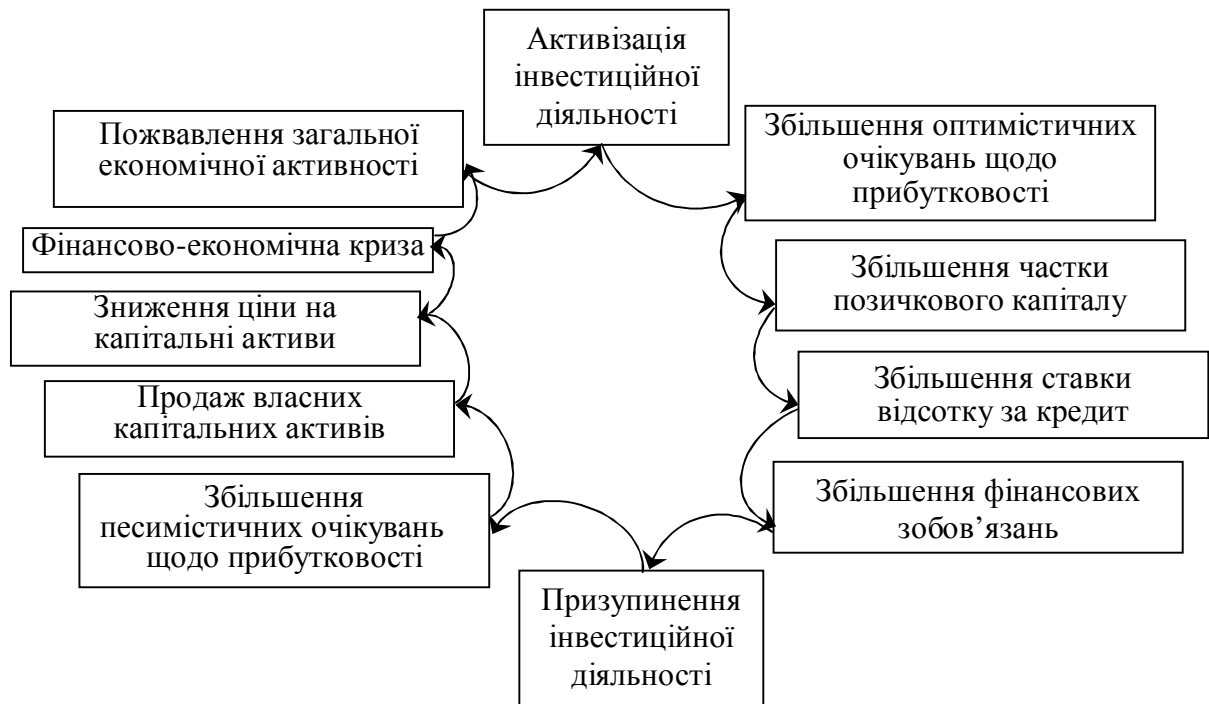 Активізація
інвестиційної
діяльності
Збільшення оптимістичних
очікувань щодо
прибутковості
Збільшення частки
позичкового капіталу
Збільшення ставки
відсотку за кредит
Збільшення фінансових
зобов’язань
Призупинення
інвестиційної
діяльності
Збільшення
песимістичних очікувань
щодо прибутковості
Продаж власних
капітальних активів
Зниження ціни на
капітальні активи
Фінансово-економічна криза
Пожвавлення загальної
економічної активності